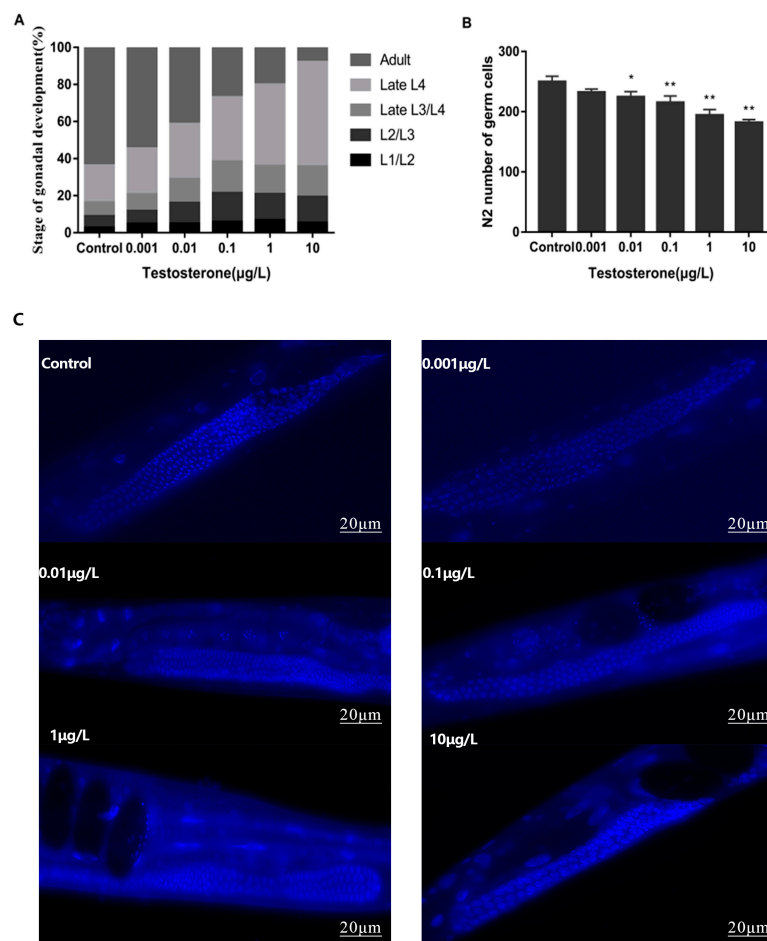 A
Stage of gonadal development(%)
100
80
60
40
20
0
Control 0.001 0.01 0.1 1 10
Testosterone(μg/L)
Adult
Late L4
Late L3/L4
L2/L3
L1/L2
B
N2 number of germ cells
300
200
100
0
* ** ** **
Control 0.001 0.01 0.1 1 10
Testosterone(μg/L)
C
Control
20μm
0.001μg/L
20μm
0.01μg/L
20μm
0.1μg/L
20μm
1μg/L
20μm
10μg/L
20μm